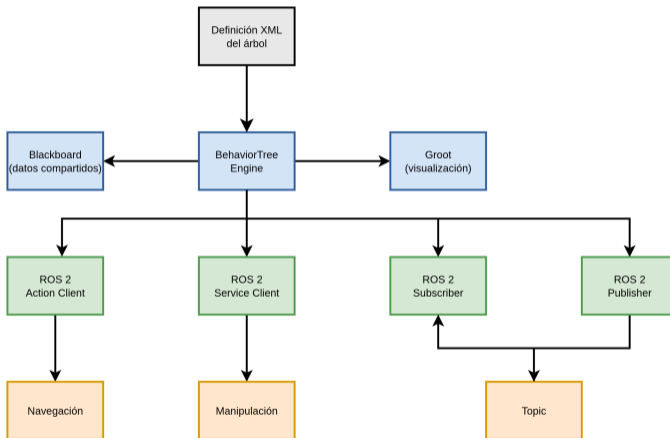 Definición XML
del árbol
Blackboard
(datos compartidos)
BehaviorTree
Engine
Groot
(visualización)
ROS 2
Action Client
ROS 2
Service Client
ROS 2
Subscriber
ROS 2
Publisher
Navegación
Manipulación
Topic